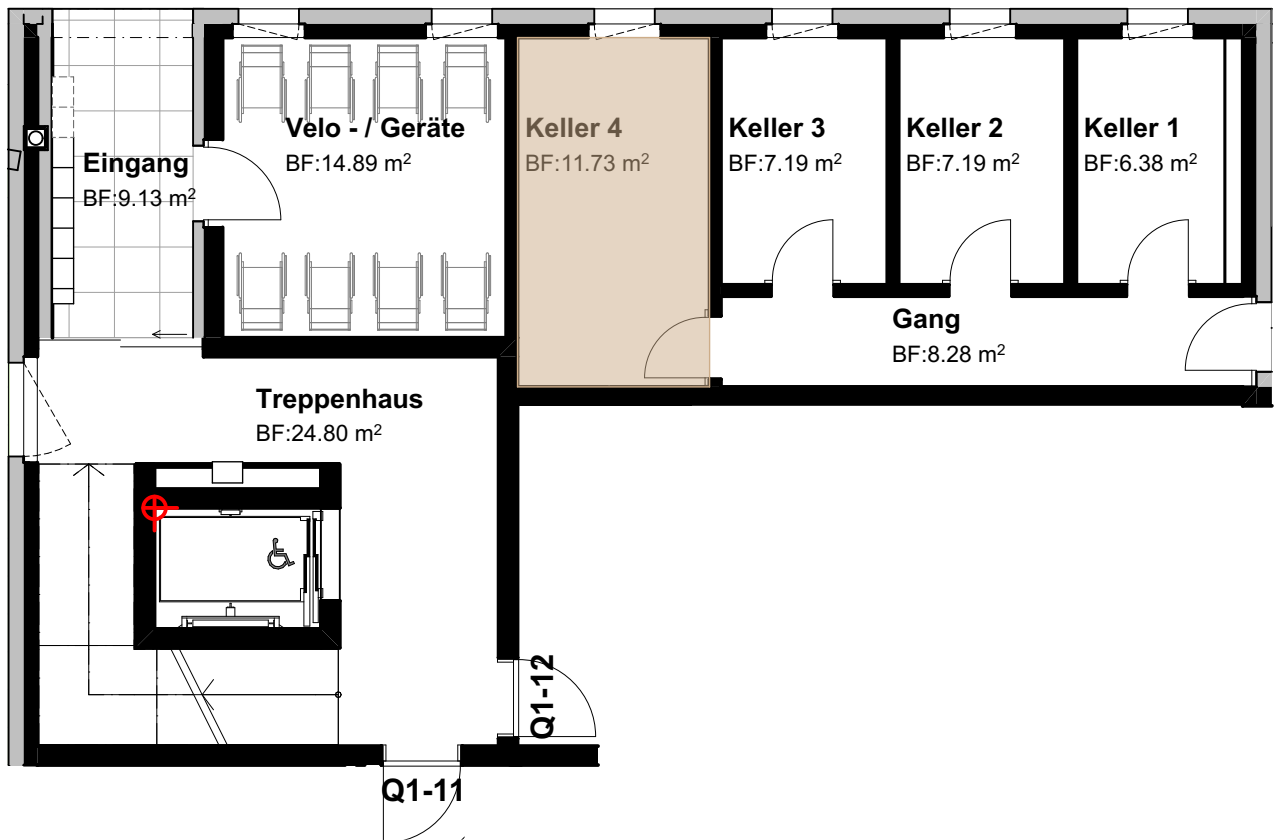 Velo - / Geräte
BF:14.89 m²
Keller 4
BF:11.73 m²
Keller 3
BF:7.19 m²
Keller 2
BF:7.19 m²
Keller 1
BF:6.38 m²
Eingang
BF:9.13 m²
Gang
BF:8.28 m²
Treppenhaus
BF:24.80 m²
Q1-12
Q1-11